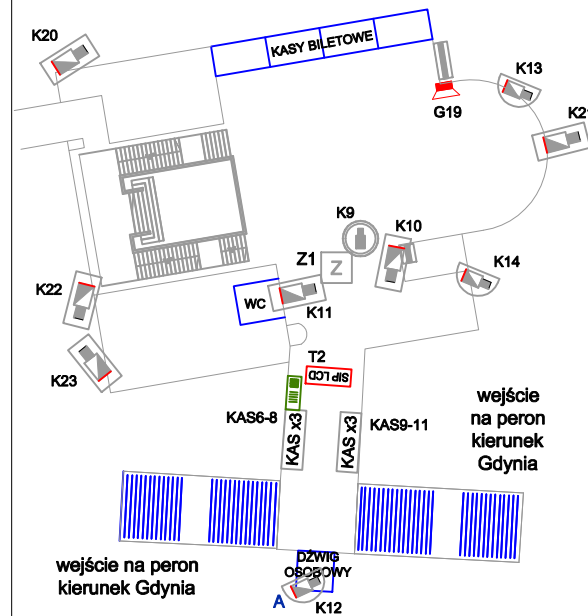 K20
KASY BILETOWE
K13
G19
K2
K9
K10
Z1
Z
K14
K22
WC
K11
T2
SIP LCD
K23
KAS6-8
KAS x3
KAS x3
KAS9-11
wejście
na peron
kierunek
Gdynia
wejście na peron
kierunek Gdynia
DŹWIG
OSOBOWY
A
K12